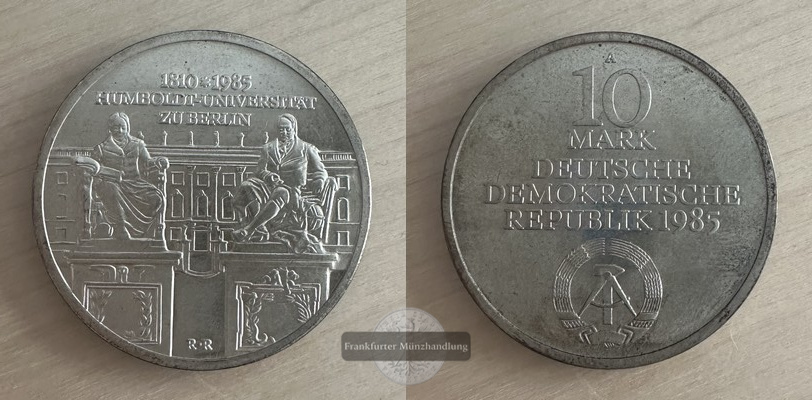 1810 * 1985
HUMBOLDT-UNIVERSITÄT
ZU BERLIN
R·R
A
10
MARK
DEUTSCHE
DEMOKRATISCHE
REPUBLIK 1985
Frankfurter Münzhandlung